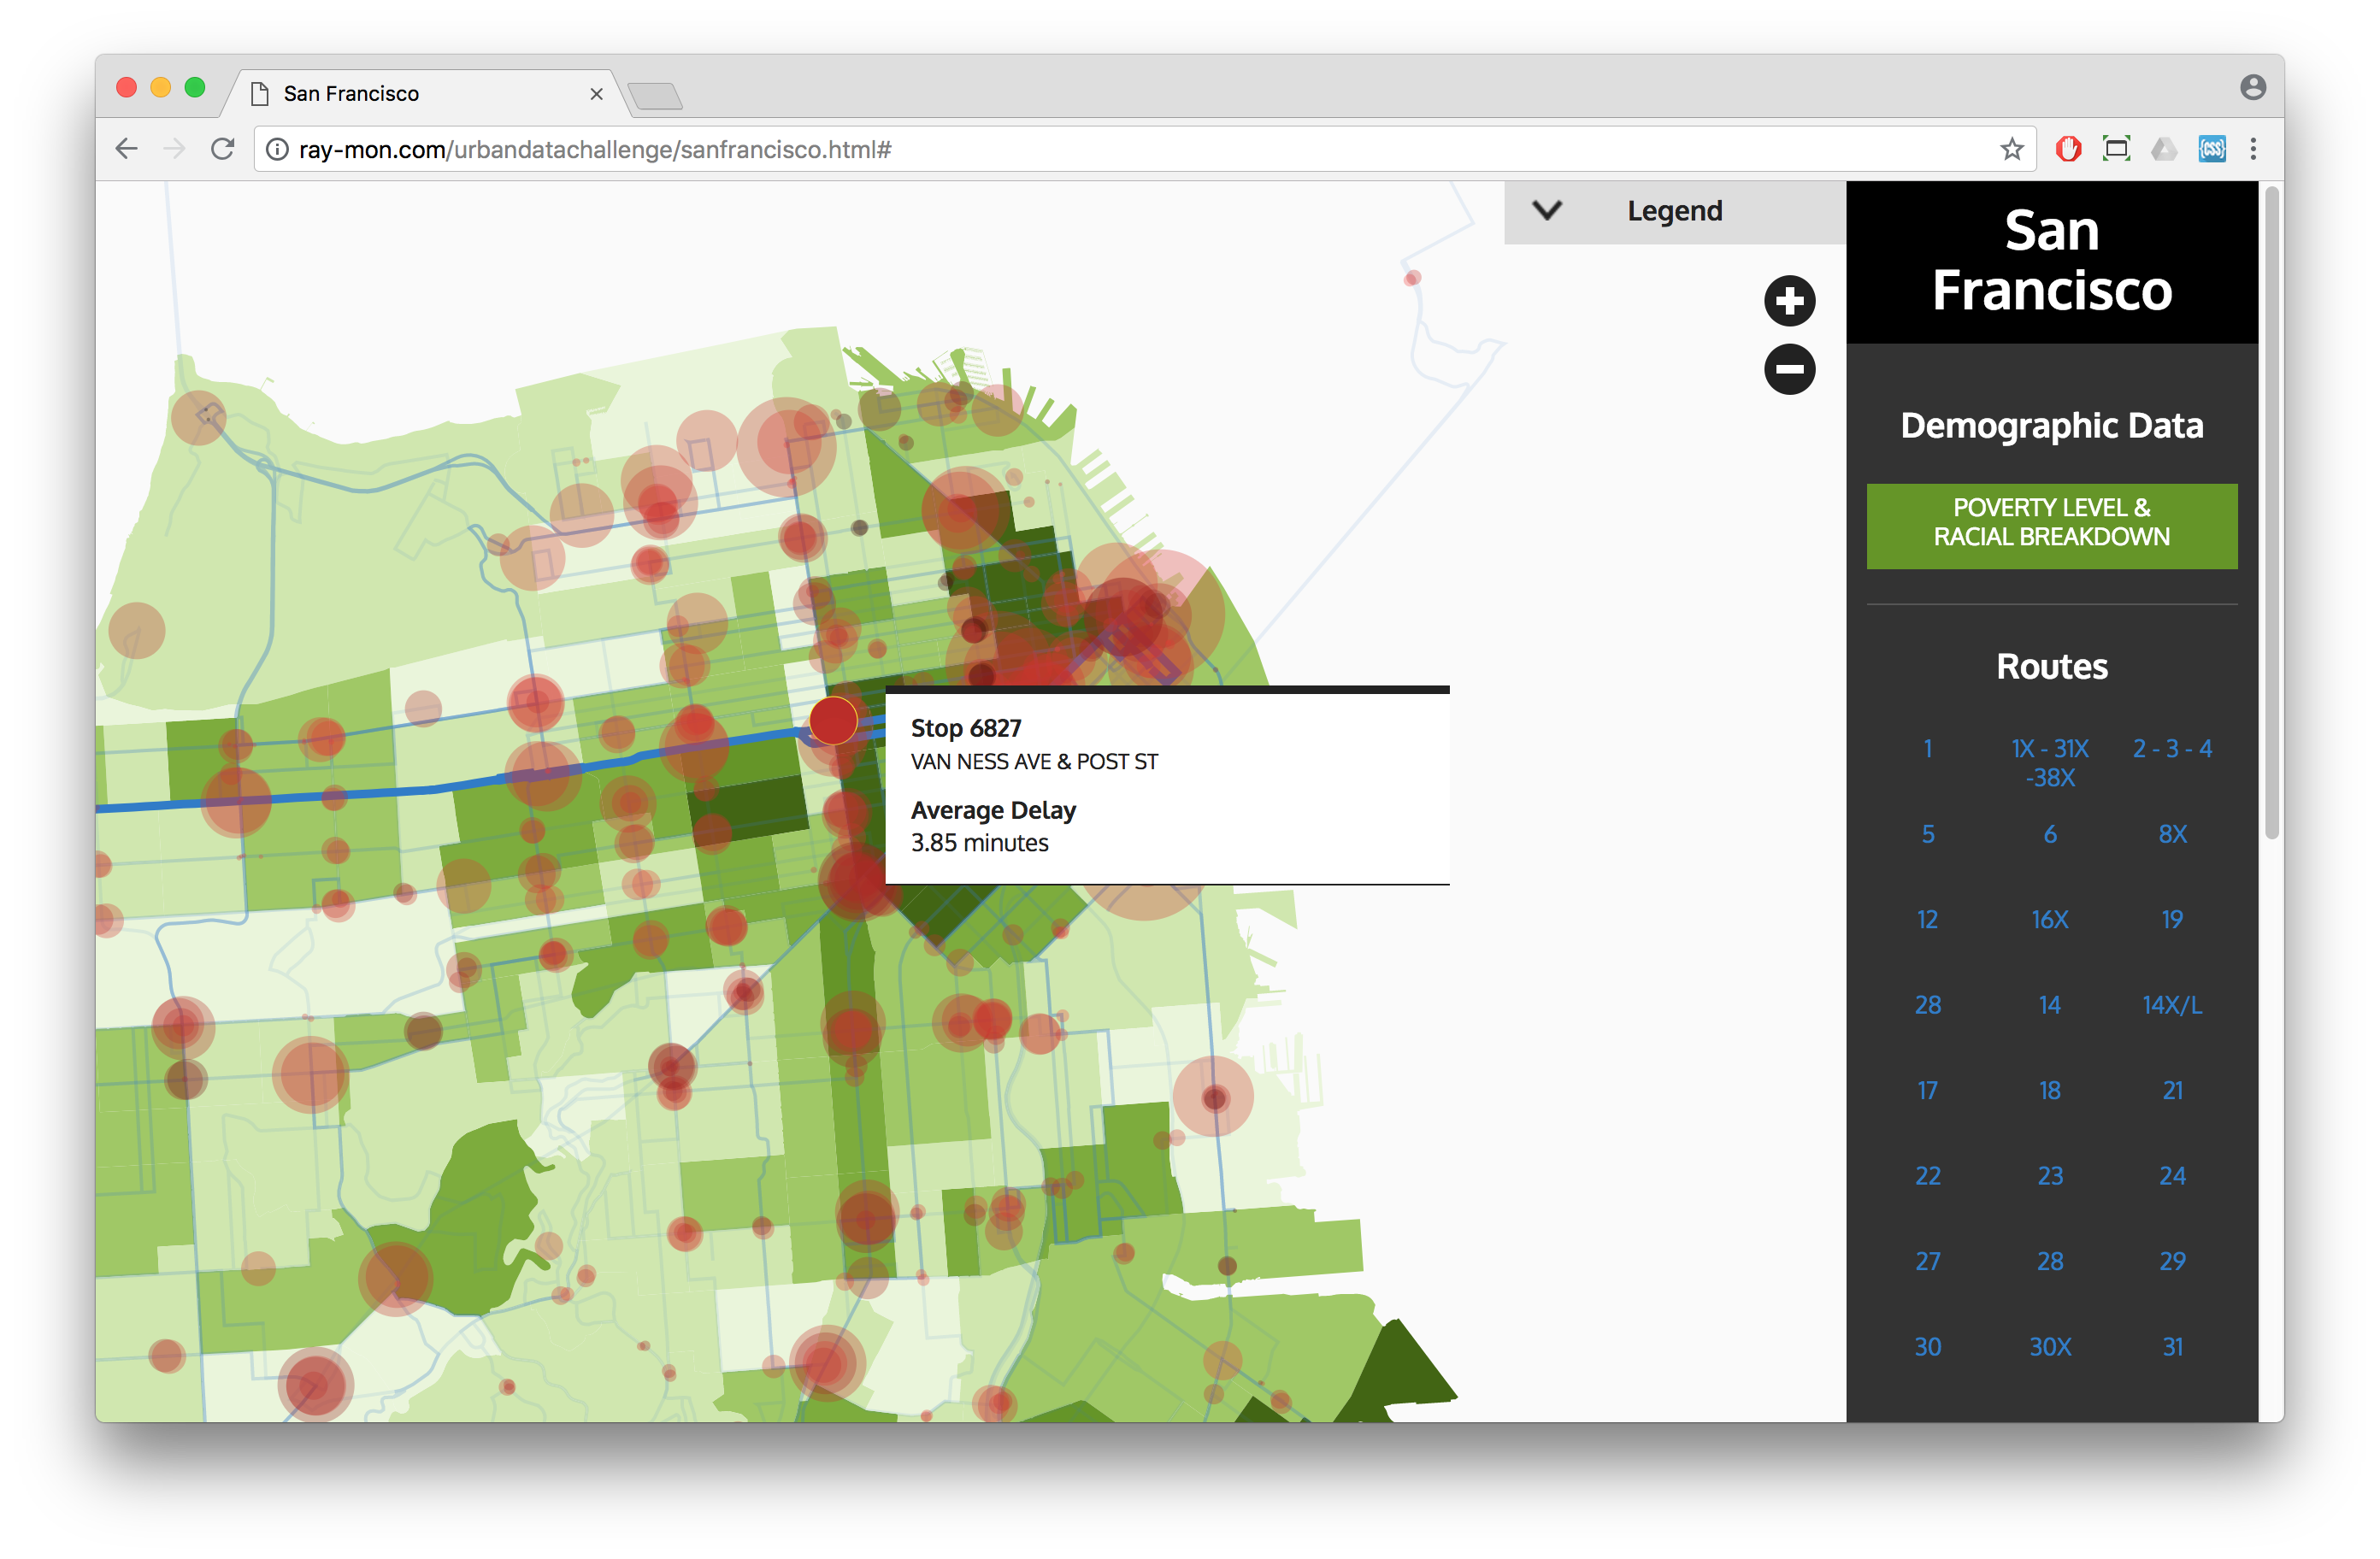 San Francisco
ray-mon.com/urbandatachallenge/sanfrancisco.html#
{css}
Legend
San
Francisco
Demographic Data
POVERTY LEVEL &
RACIAL BREAKDOWN
Routes
1 1X - 31X 2 - 3 - 4
-38X
5 6 8X
12 16X 19
28 14 14X/L
17 18 21
22 23 24
27 28 29
30 30X 31
Stop 6827
VAN NESS AVE & POST ST
Average Delay
3.85 minutes